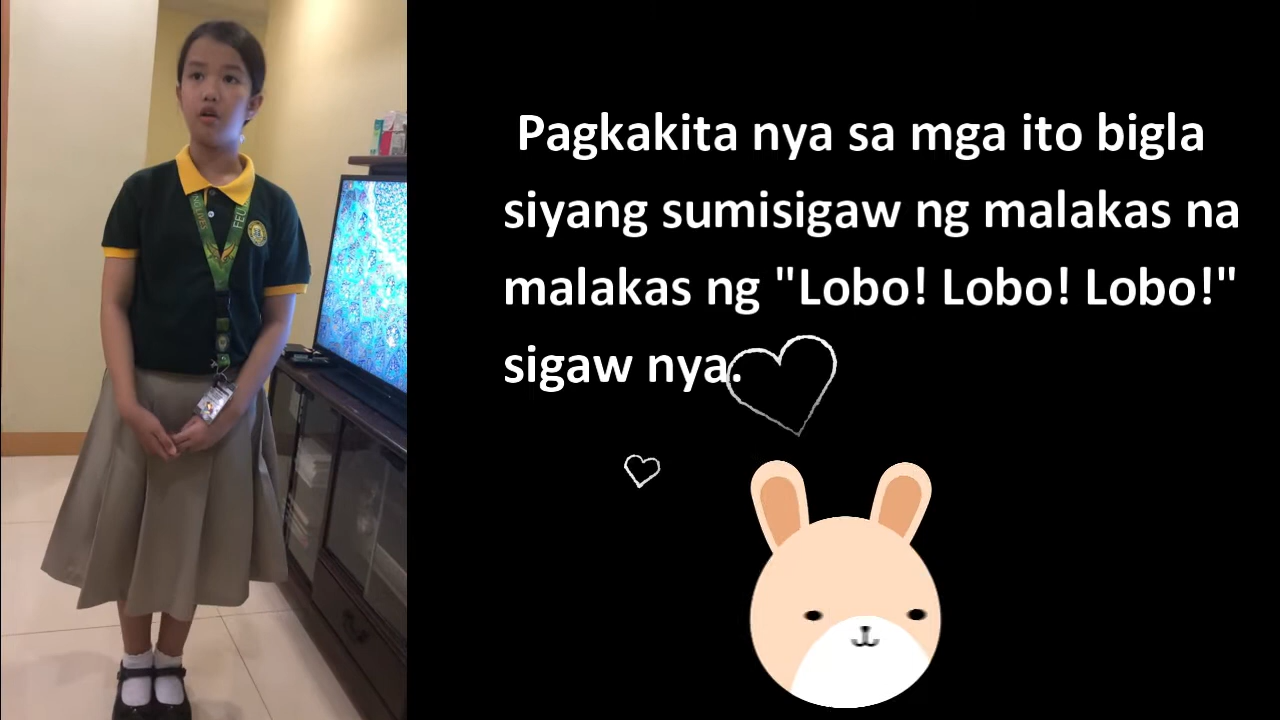 Pagkakita nya sa mga ito bigla
siyang sumisigaw ng malakas na
malakas ng "Lobo! Lobo! Lobo!"
sigaw nya.